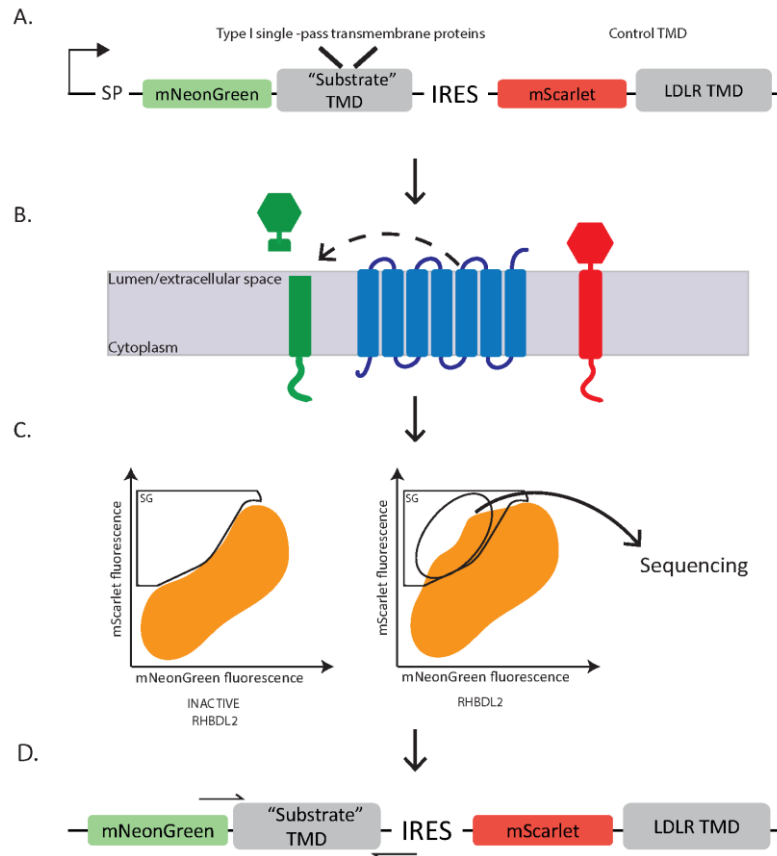 A.
Type I single -pass transmembrane proteins
Control TMD
SP
mNeonGreen
“Substrate”
TMD
IRES
mScarlet
LDLR TMD
B.
Lumen/extracellular space
Cytoplasm
C.
SG
mScarlet fluorescence
mNeonGreen fluorescence
INACTIVE
RHBDL2
SG
mScarlet fluorescence
mNeonGreen fluorescence
RHBDL2
Sequencing
D.
mNeonGreen
“Substrate”
TMD
IRES
mScarlet
LDLR TMD